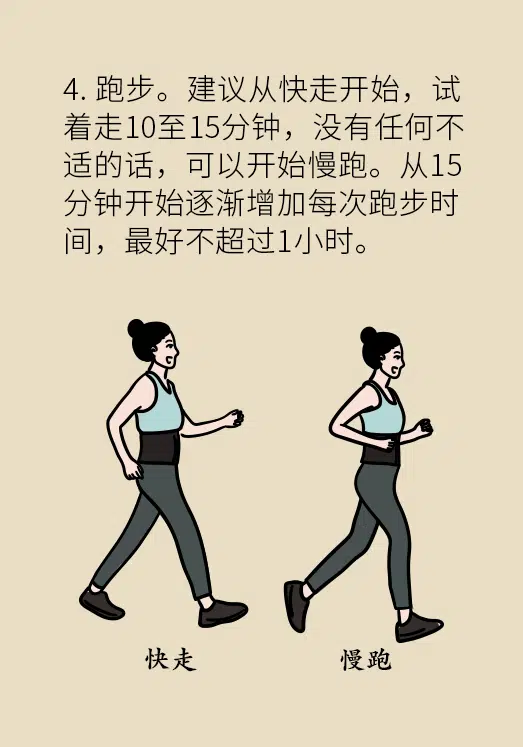 4. 跑步。建议从快走开始，试
着走10至15分钟，没有任何不
适的话，可以开始慢跑。从15
分钟开始逐渐增加每次跑步时
间，最好不超过1小时。
快走
慢跑